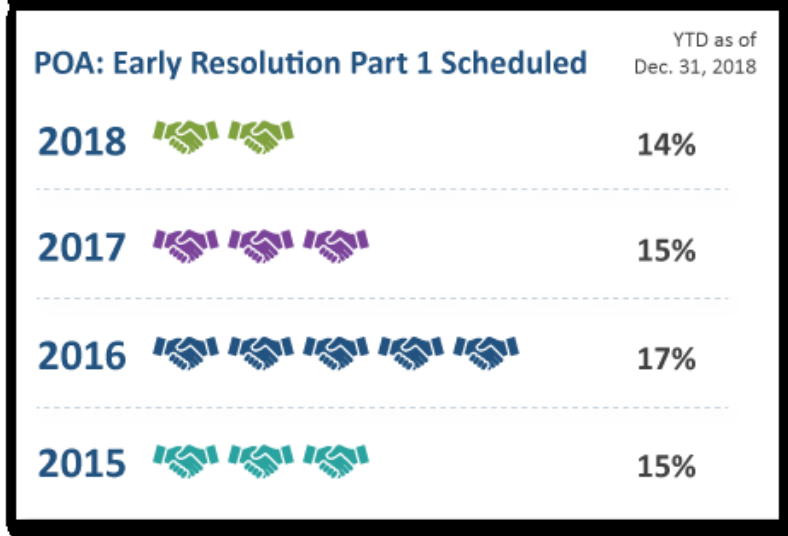 POA: Early Resolution Part 1 Scheduled
YTD as of
Dec. 31, 2018
2018 14%
2017 15%
2016 17%
2015 15%